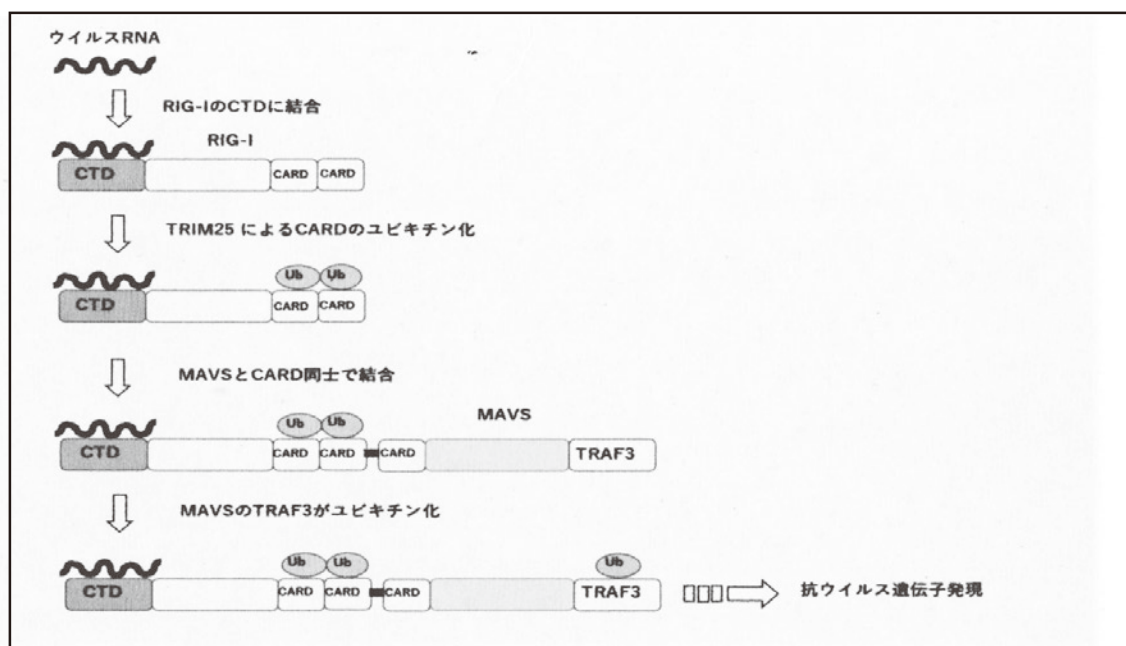 ウイルスRNA
RIG-IのCTDに結合
RIG-I
CTD CARD CARD
TRIM25 によるCARDのユビキチン化
Ub Ub
CTD CARD CARD
MAVSとCARD同士で結合
MAVS
Ub Ub
CTD CARD CARD CARD TRAF3
MAVSのTRAF3がユビキチン化
Ub Ub Ub
CTD CARD CARD CARD TRAF3 抗ウイルス遺伝子発現